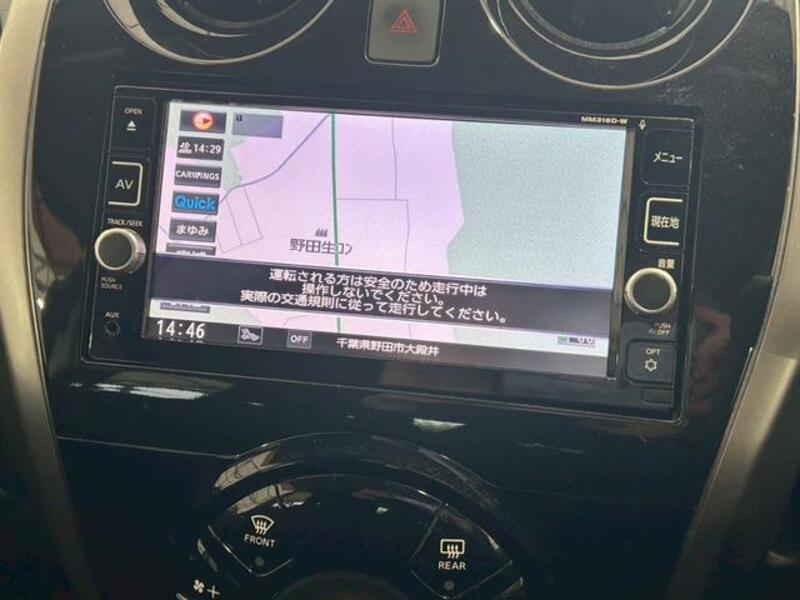 OPEN
MM316D-W
メニュー
14:29
CARWINGS
AV
Quick
現在地
まゆみ
野田生コン
TRACK/SEEK
音量
PUSH
SOURCE
運転される方は安全のため走行中は
操作しないでください。
実際の交通規則に従って走行してください。
AUX
14:46
OFF
千葉県野田市大殿井
PUSH
OPT
FRONT
REAR